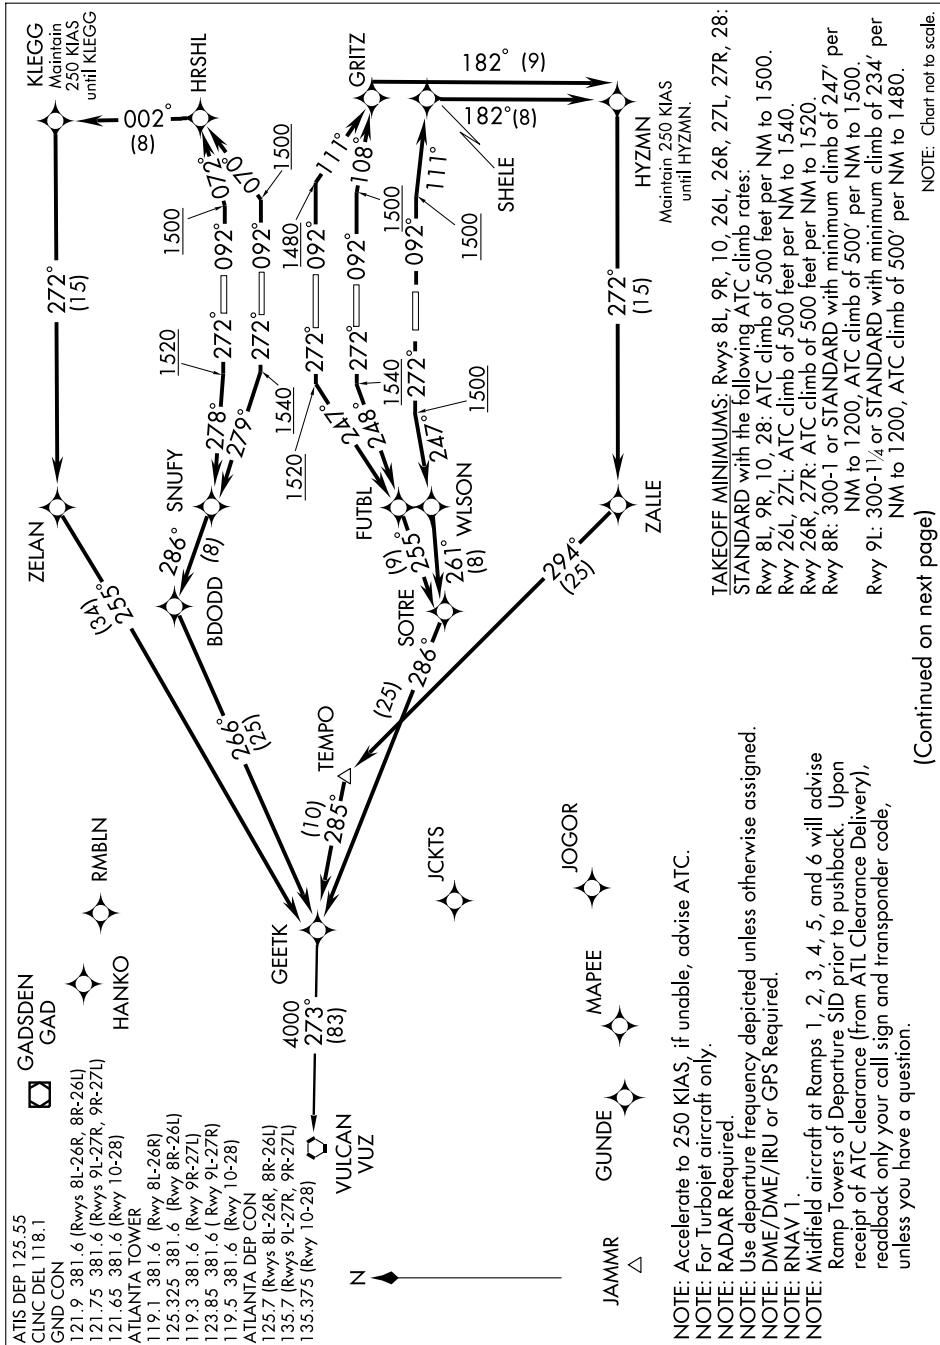 ATIS DEP 125.55
CLNC DEL 118.1
GND CON
121.9 381.6 (Rwys 8L-26R, 8R-26L)
121.75 381.6 (Rwys 9L-27R, 9R-27L)
121.65 381.6 (Rwy 10-28)
ATLANTA TOWER
119.1 381.6 (Rwy 8L-26R)
125.325 381.6 (Rwy 8R-26L)
119.3 381.6 (Rwy 9R-27L)
123.85 381.6 (Rwy 9L-27R)
119.5 381.6 (Rwy 10-28)
ATLANTA DEP CON
125.7 (Rwys 8L-26R, 8R-26L)
135.7 (Rwys 9L-27R, 9R-27L)
135.375 (Rwy 10-28)
GADSDEN
GAD
HANKO
RMBLN
ZELAN
KLEGG
Maintain
250 KIAS
until KLEGG
272°
(15)
002°
(8)
HRSHL
255°
(34)
SNUFY
286°
(8)
BDODD
266°
(25)
278°
272°
092°
072°
1520
1500
279°
272°
092°
070°
1540
1500
GEETK
4000
273°
(83)
VULCAN
VUZ
TEMPO
(10)
285°
FUTBL
247°
272°
092°
111°
1520
1480
248°
272°
092°
108°
1540
1500
GRITZ
182° (9)
(9)
255°
WLSON
261°
(8)
SOTRE
286°
(25)
247°
272°
092°
111°
1500
1500
SHELE
182° (8)
HYZMN
Maintain 250 KIAS
until HYZMN.
272°
(15)
ZALLE
294°
(25)
JCKTS
JOGOR
MAPEE
GUNDE
JAMMR
N
NOTE: Accelerate to 250 KIAS, if unable, advise ATC.
NOTE: For Turbojet aircraft only.
NOTE: RADAR Required.
NOTE: Use departure frequency depicted unless otherwise assigned.
NOTE: DME/DME/IRU or GPS Required.
NOTE: RNAV 1.
NOTE: Midfield aircraft at Ramps 1, 2, 3, 4, 5, and 6 will advise
Ramp Towers of Departure SID prior to pushback. Upon
receipt of ATC clearance (from ATL Clearance Delivery),
readback only your call sign and transponder code,
unless you have a question.
TAKEOFF MINIMUMS: Rwys 8L, 9R, 10, 26L, 26R, 27L, 27R, 28:
STANDARD with the following ATC climb rates:
Rwy 8L, 9R, 10, 28: ATC climb of 500 feet per NM to 1500.
Rwy 26L, 27L: ATC climb of 500 feet per NM to 1540.
Rwy 26R, 27R: ATC climb of 500 feet per NM to 1520.
Rwy 8R: 300-1 or STANDARD with minimum climb of 247' per
NM to 1200, ATC climb of 500' per NM to 1500.
Rwy 9L: 300-1¼ or STANDARD with minimum climb of 234' per
NM to 1200, ATC climb of 500' per NM to 1480.
(Continued on next page)
NOTE: Chart not to scale.